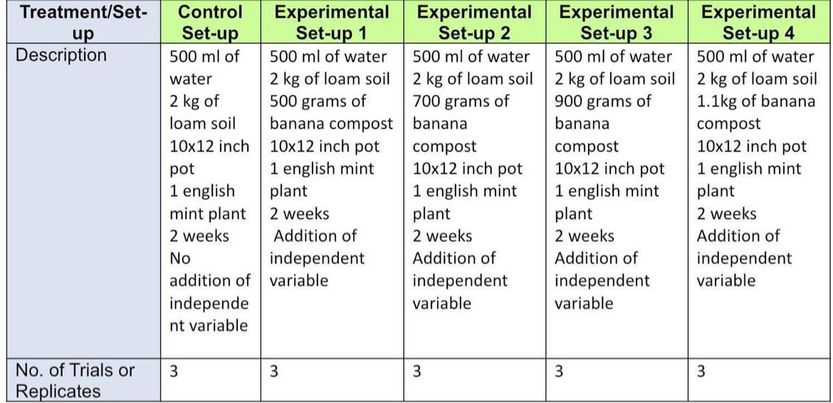 Treatment/Set-up
Control Set-up
Experimental Set-up 1
Experimental Set-up 2
Experimental Set-up 3
Experimental Set-up 4
Description
500 ml of
water
2 kg of
loam soil
10x12 inch
pot
1 english
mint plant
2 weeks
No
addition of
independe
nt variable
500 ml of water
2 kg of loam soil
500 grams of
banana compost
10x12 inch pot
1 english mint
plant
2 weeks
Addition of
independent
variable
500 ml of water
2 kg of loam soil
700 grams of
banana
compost
10x12 inch pot
1 english mint
plant
2 weeks
Addition of
independent
variable
500 ml of water
2 kg of loam soil
900 grams of
banana
compost
10x12 inch pot
1 english mint
plant
2 weeks
Addition of
independent
variable
500 ml of water
2 kg of loam soil
1.1kg of banana
compost
10x12 inch pot
1 english mint
plant
2 weeks
Addition of
independent
variable
No. of Trials or
Replicates
3
3
3
3
3